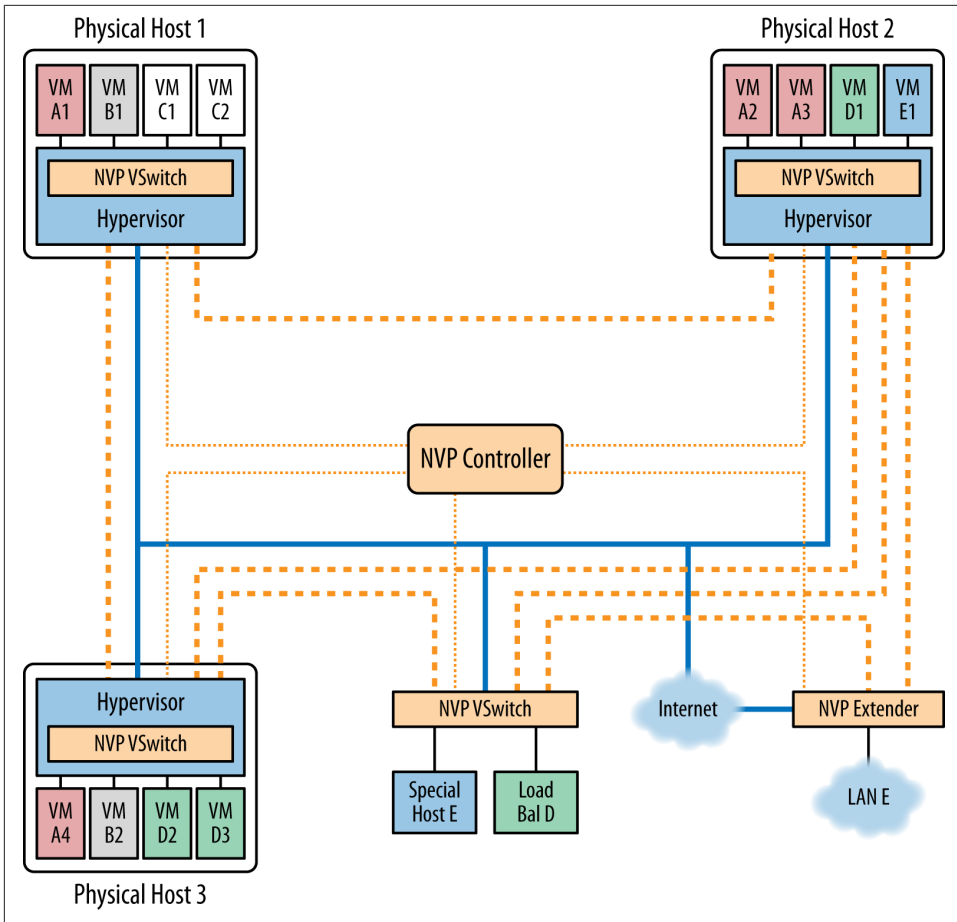 Physical Host 1
VM
A1
VM
B1
VM
C1
VM
C2
NVP VSwitch
Hypervisor
Physical Host 2
VM
A2
VM
A3
VM
D1
VM
E1
NVP VSwitch
Hypervisor
NVP Controller
Hypervisor
NVP VSwitch
VM
A4
VM
B2
VM
D2
VM
D3
Physical Host 3
NVP VSwitch
Special
Host E
Load
Bal D
Internet
NVP Extender
LAN E